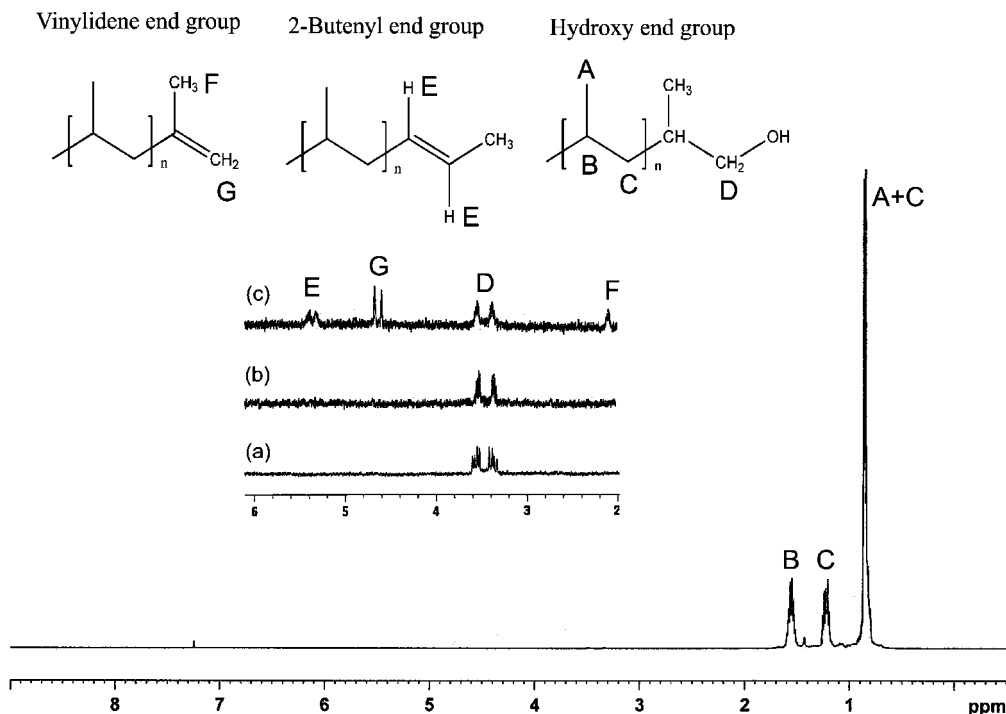 Vinylidene end group
2-Butenyl end group
Hydroxy end group
CH₃ F
n
CH₂
G
H E
CH₃
n
H E
A
CH₃
CH
OH
n
CH₂
B
C
D
A+C
E
G
D
F
(c)
(b)
(a)
6 5 4 3 2
B
C
8 7 6 5 4 3 2 1 ppm